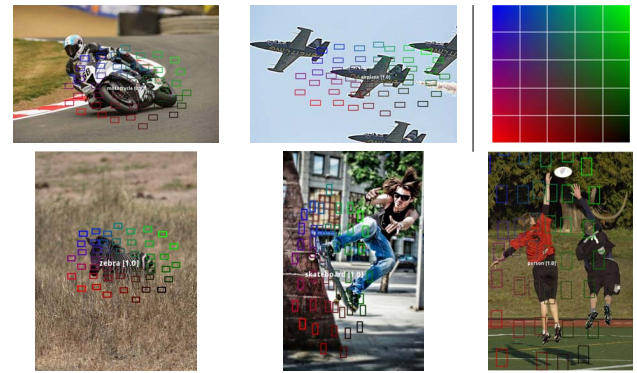 motorcycle [1.0]
airplane [1.0]
zebra [1.0]
skateboard [1.0]
person [1.0]